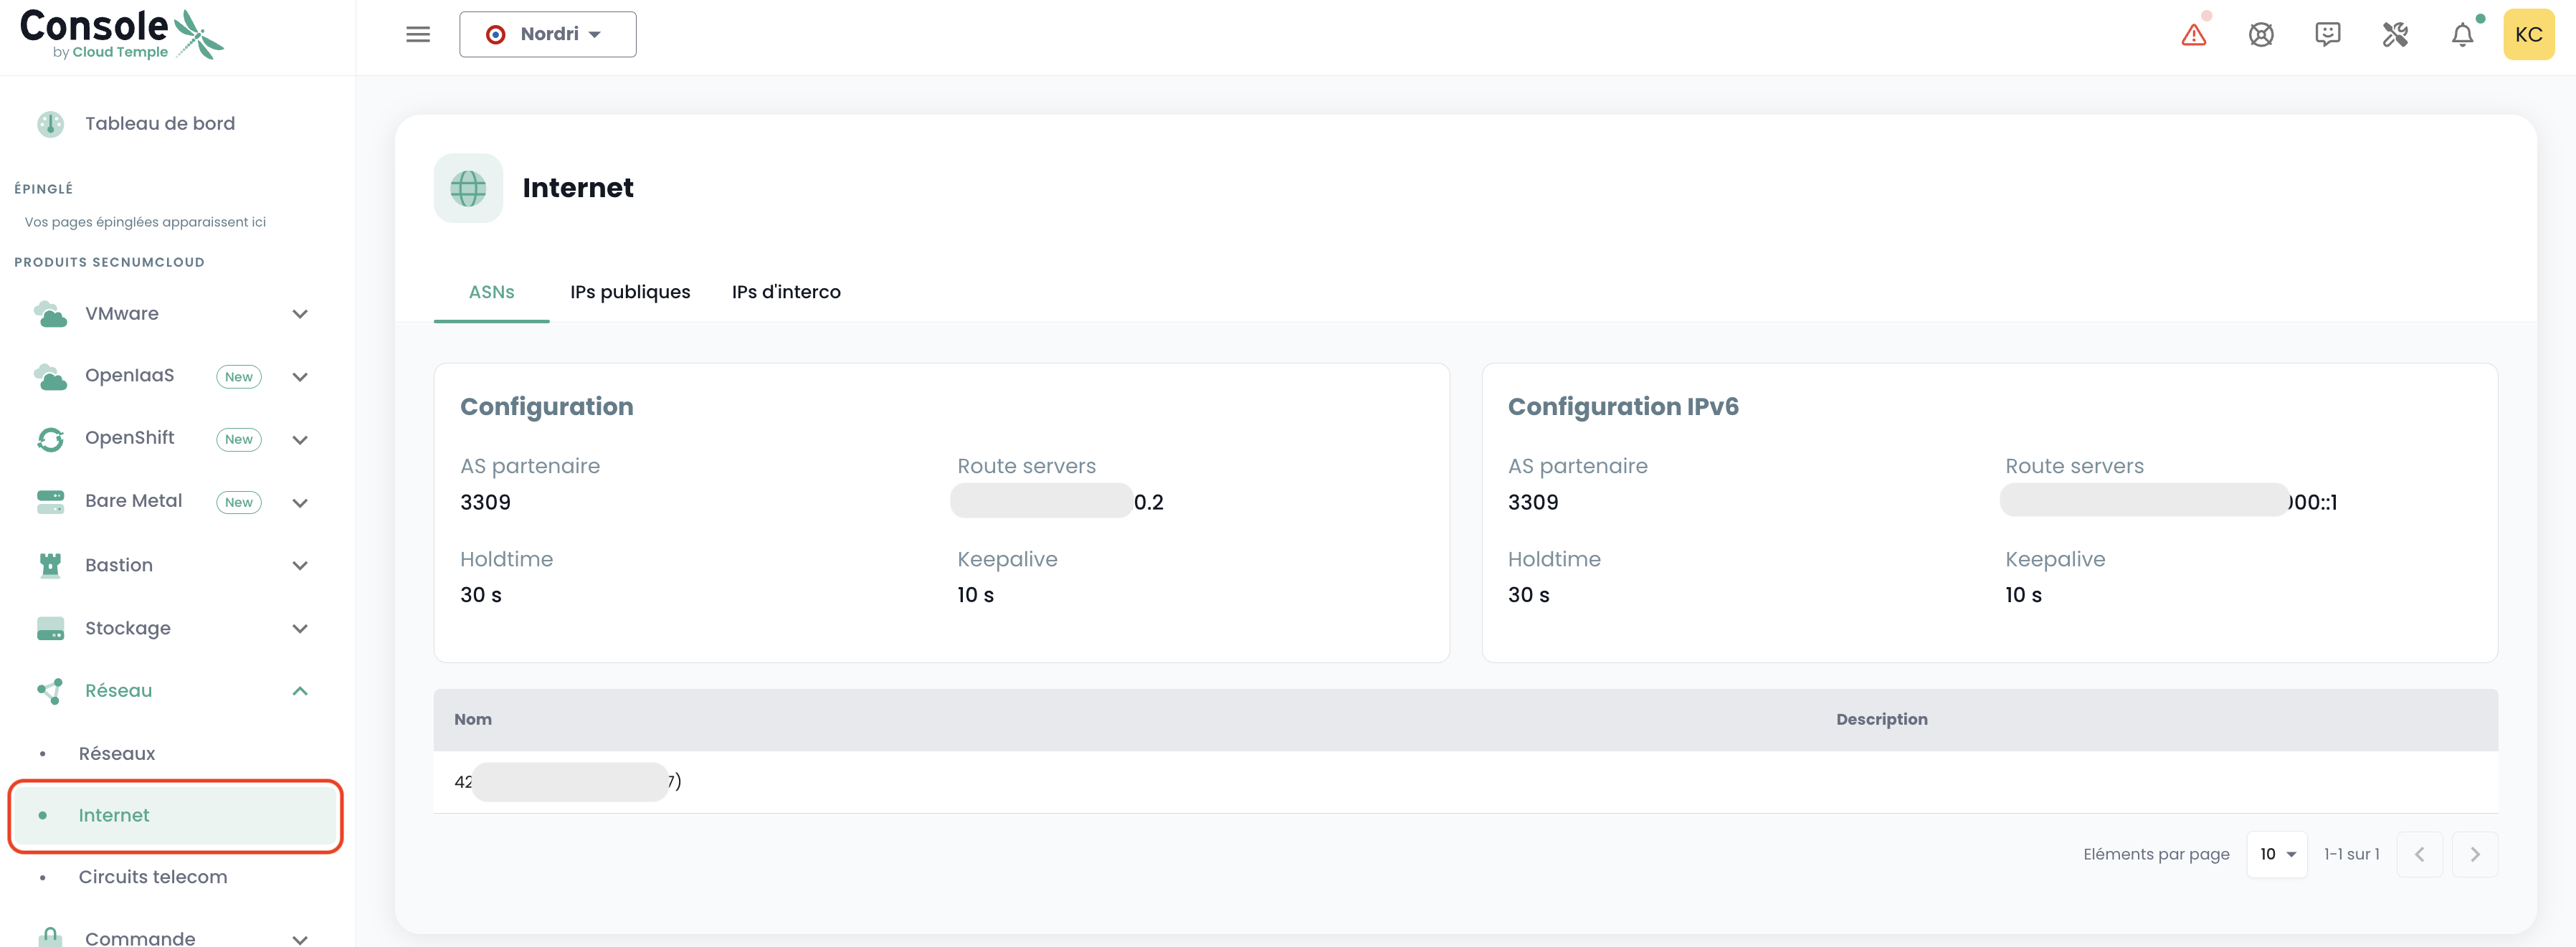 Console
by Cloud Temple
Nordri
KC
Tableau de bord
ÉPINGLÉ
Vos pages épinglées apparaissent ici
PRODUITS SECNUMCLOUD
VMware
OpenIaaS New
OpenShift New
Bare Metal New
Bastion
Stockage
Réseau
• Réseaux
• Internet
• Circuits telecom
Commande
Internet
ASNs IPs publiques IPs d'interco
Configuration
AS partenaire Route servers
3309 0.2
Holdtime Keepalive
30 s 10 s
Configuration IPv6
AS partenaire Route servers
3309 00::1
Holdtime Keepalive
30 s 10 s
Nom Description
42 7)
Eléments par page 10 1-1 sur 1